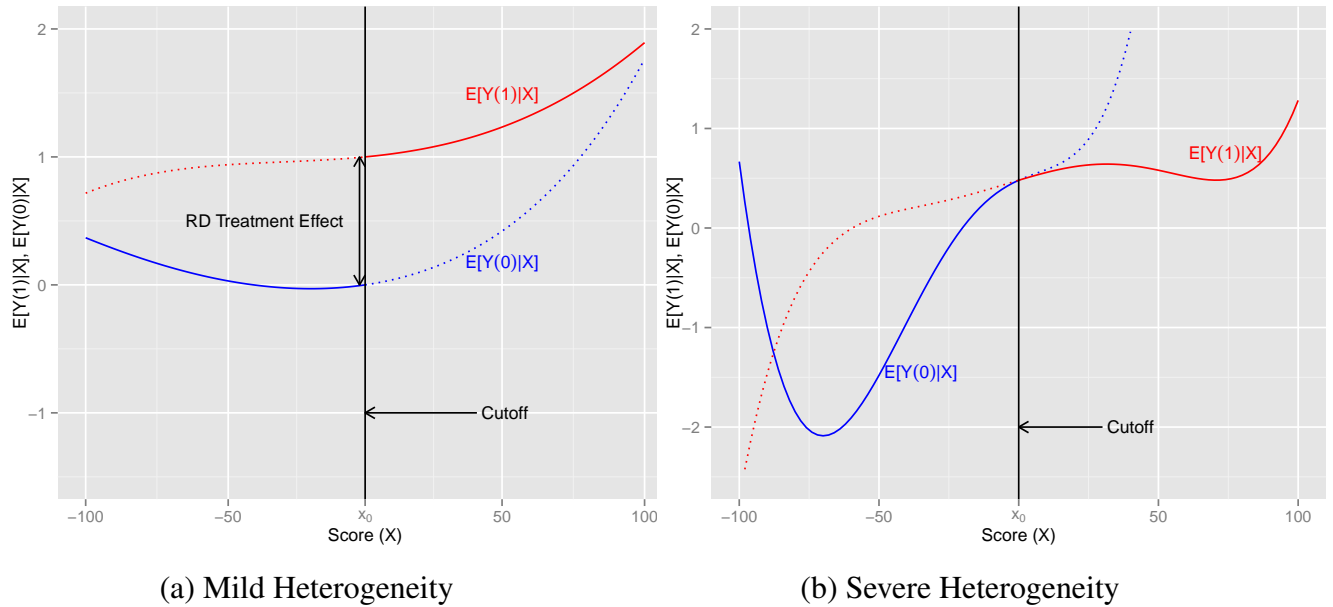 2
1
0
−1
E[Y(1)|X], E[Y(0)|X]
E[Y(1)|X]
RD Treatment Effect
E[Y(0)|X]
Cutoff
−100
−50
x0
50
100
Score (X)
(a) Mild Heterogeneity
2
1
0
−1
−2
E[Y(1)|X], E[Y(0)|X]
E[Y(1)|X]
E[Y(0)|X]
Cutoff
−100
−50
x0
50
100
Score (X)
(b) Severe Heterogeneity